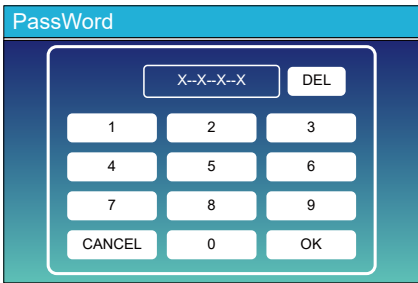 PassWord
X--X--X--X DEL
1 2 3
4 5 6
7 8 9
CANCEL 0 OK